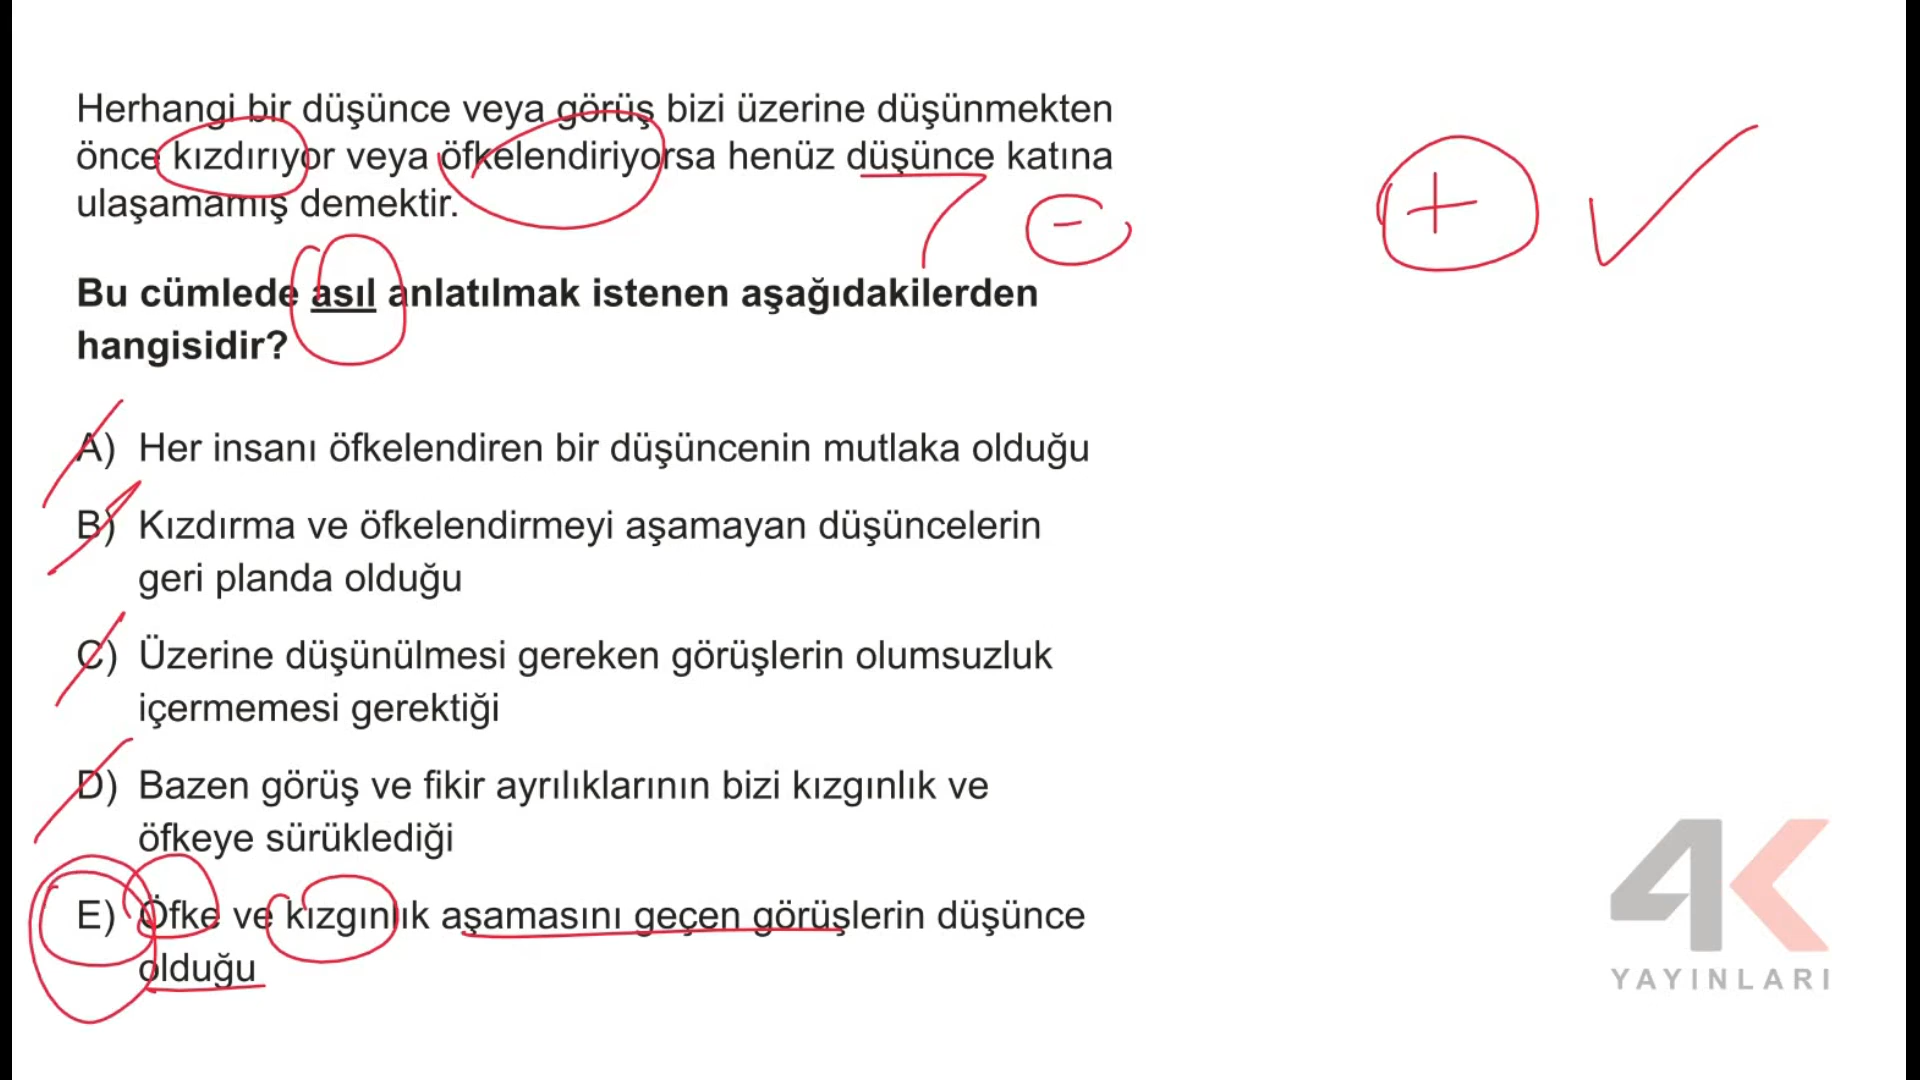 Herhangi bir düşünce veya görüş bizi üzerine düşünmekten
önce kızdırıyor veya öfkelendiriyorsa henüz düşünce katına
ulaşamamış demektir.
Bu cümlede asıl anlatılmak istenen aşağıdakilerden
hangisidir?
A) Her insanı öfkelendiren bir düşüncenin mutlaka olduğu
B) Kızdırma ve öfkelendirmeyi aşamayan düşüncelerin
geri planda olduğu
C) Üzerine düşünülmesi gereken görüşlerin olumsuzluk
içermemesi gerektiği
D) Bazen görüş ve fikir ayrılıklarının bizi kızgınlık ve
öfkeye sürüklediği
E) Öfke ve kızgınlık aşamasını geçen görüşlerin düşünce
olduğu
4K
YAYINLARI